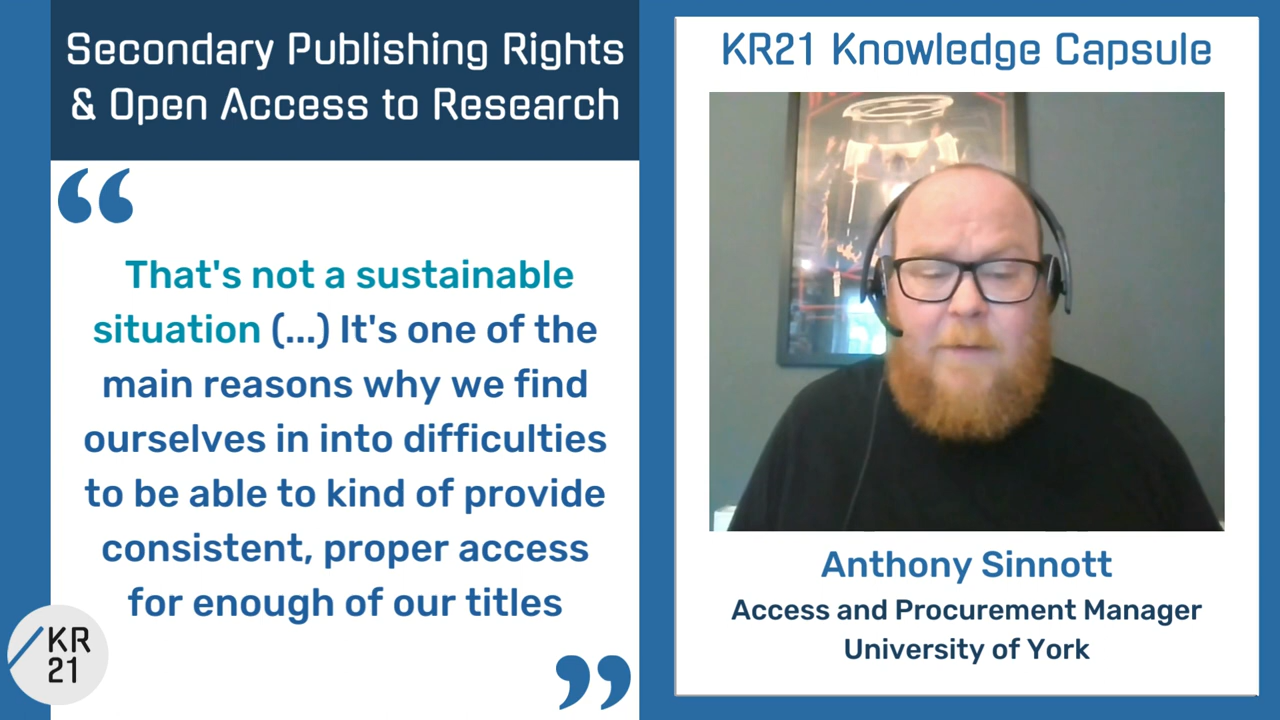 Secondary Publishing Rights
& Open Access to Research
“
That's not a sustainable
situation (...) It's one of the
main reasons why we find
ourselves in into difficulties
to be able to kind of provide
consistent, proper access
for enough of our titles
”
KR
21
KR21 Knowledge Capsule
Anthony Sinnott
Access and Procurement Manager
University of York